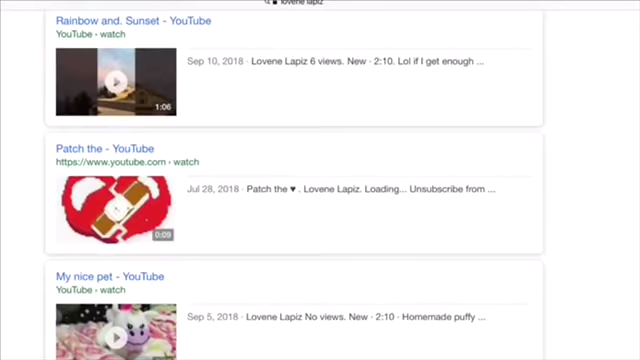 lovene lapiz
Rainbow and. Sunset - YouTube
YouTube › watch
Sep 10, 2018 · Lovene Lapiz 6 views. New · 2:10. Lol if I get enough ...
1:06
Patch the - YouTube
https://www.youtube.com › watch
Jul 28, 2018 · Patch the ♥ . Lovene Lapiz. Loading... Unsubscribe from ...
0:09
My nice pet - YouTube
YouTube › watch
Sep 5, 2018 · Lovene Lapiz No views. New · 2:10 · Homemade puffy ...